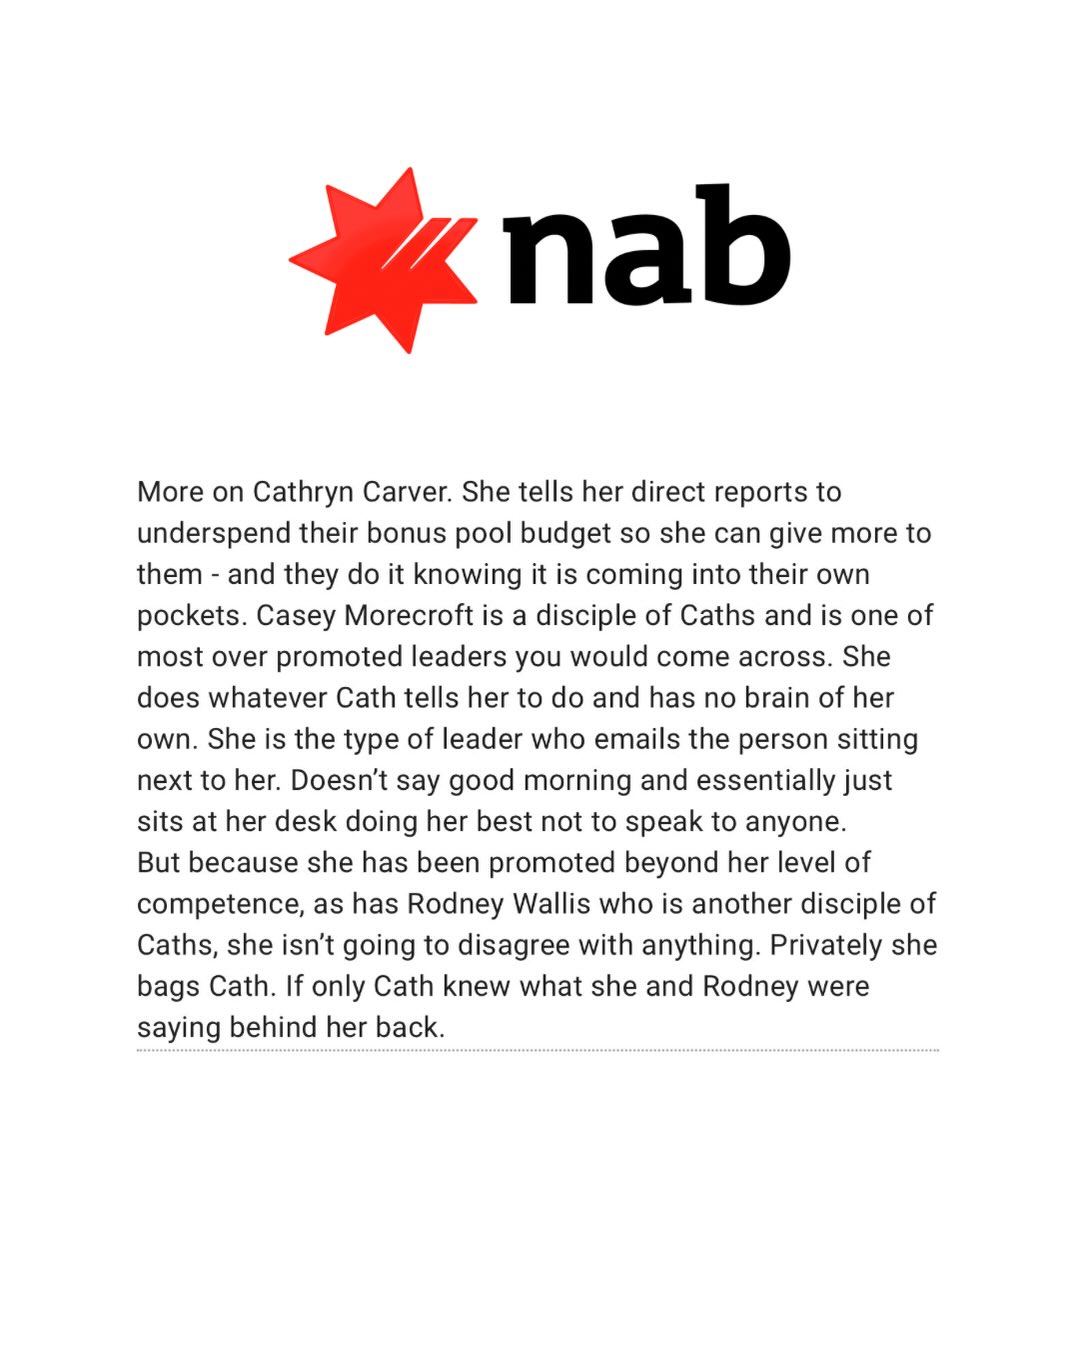 nab
More on Cathryn Carver. She tells her direct reports to
underspend their bonus pool budget so she can give more to
them - and they do it knowing it is coming into their own
pockets. Casey Morecroft is a disciple of Caths and is one of
most over promoted leaders you would come across. She
does whatever Cath tells her to do and has no brain of her
own. She is the type of leader who emails the person sitting
next to her. Doesn’t say good morning and essentially just
sits at her desk doing her best not to speak to anyone.
But because she has been promoted beyond her level of
competence, as has Rodney Wallis who is another disciple of
Caths, she isn’t going to disagree with anything. Privately she
bags Cath. If only Cath knew what she and Rodney were
saying behind her back.